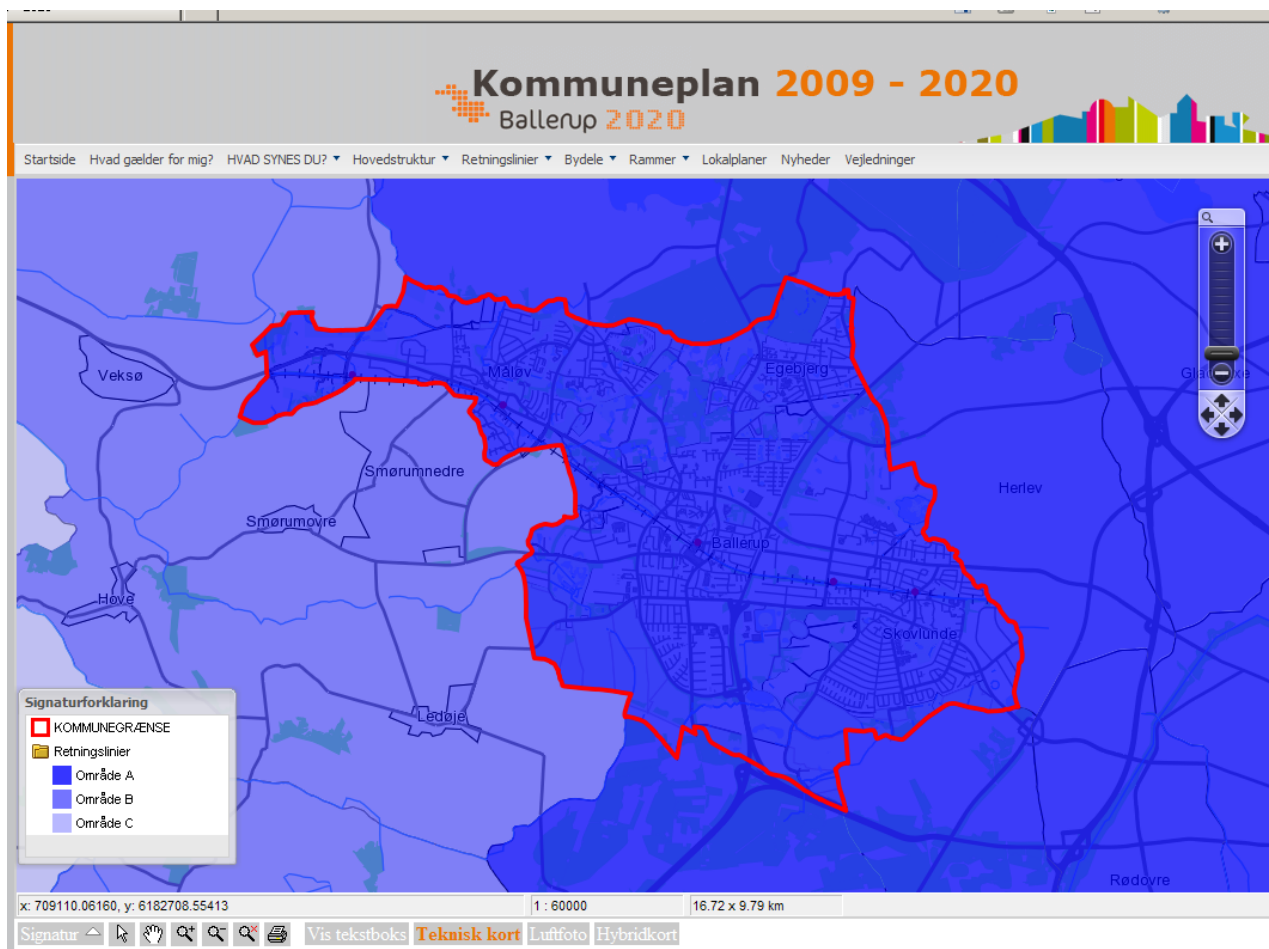 Kommuneplan 2009 - 2020
Ballerup 2020
Startside Hvad gælder for mig? HVAD SYNES DU? Hovedstruktur Retningslinier Bydele Rammer Lokalplaner Nyheder Vejledninger
Veksø
Måløv
Egebjerg
Smørumnedre
Herlev
Smørumovre
Ballerup
Hove
Skovlunde
Ledøje
Rødovre
Signaturforklaring
KOMMUNEGRÆNSE
Retningslinier
Område A
Område B
Område C
x: 709110.06160, y: 6182708.55413
1 : 60000
16.72 x 9.79 km
Signatur Vis tekstboks Teknisk kort Luftfoto Hybridkort